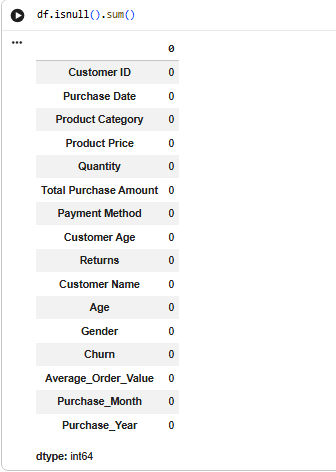 df.isnull().sum()
0
Customer ID 0
Purchase Date 0
Product Category 0
Product Price 0
Quantity 0
Total Purchase Amount 0
Payment Method 0
Customer Age 0
Returns 0
Customer Name 0
Age 0
Gender 0
Churn 0
Average_Order_Value 0
Purchase_Month 0
Purchase_Year 0
dtype: int64